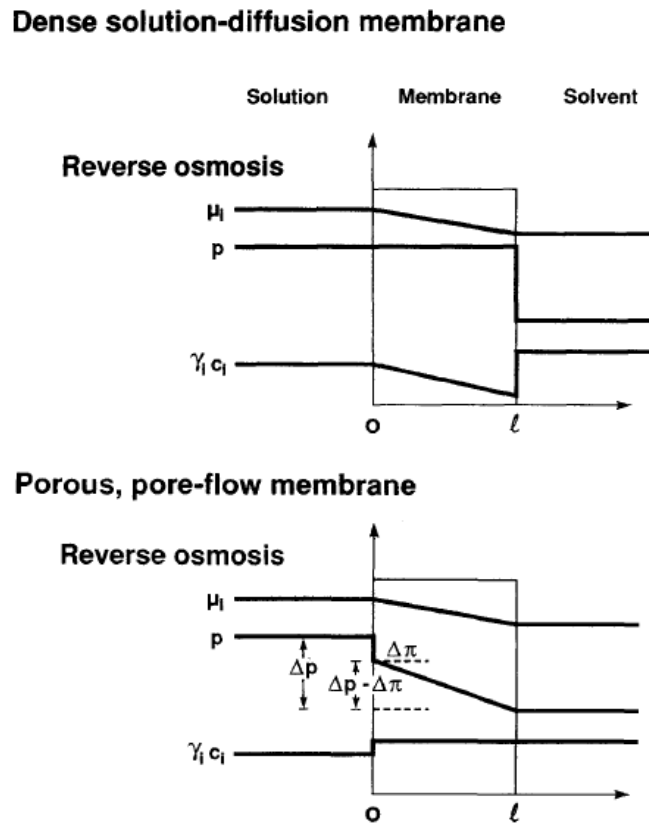 Dense solution-diffusion membrane
Solution Membrane Solvent
Reverse osmosis
μi
p
γi ci
o ℓ
Porous, pore-flow membrane
Reverse osmosis
μi
p
Δπ
Δp
Δp - Δπ
γi ci
o ℓ